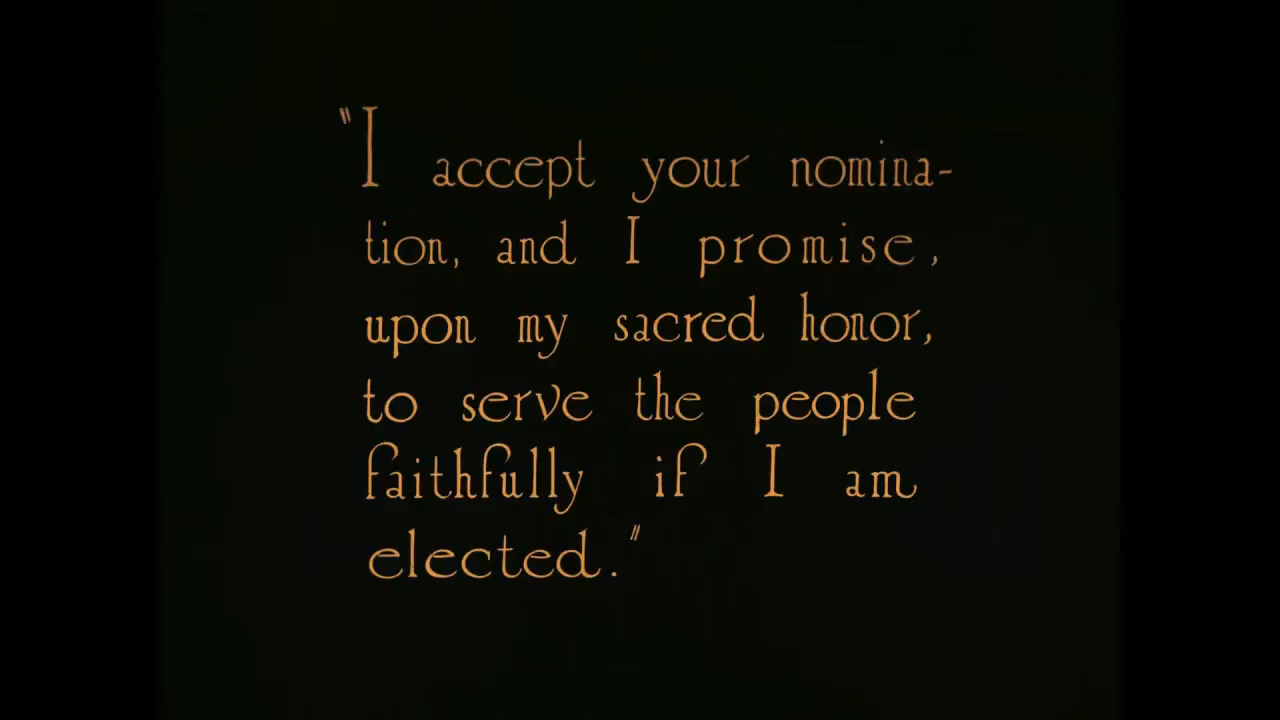 "I accept your nomina-
tion, and I promise,
upon my sacred honor,
to serve the people
faithfully if I am
elected."